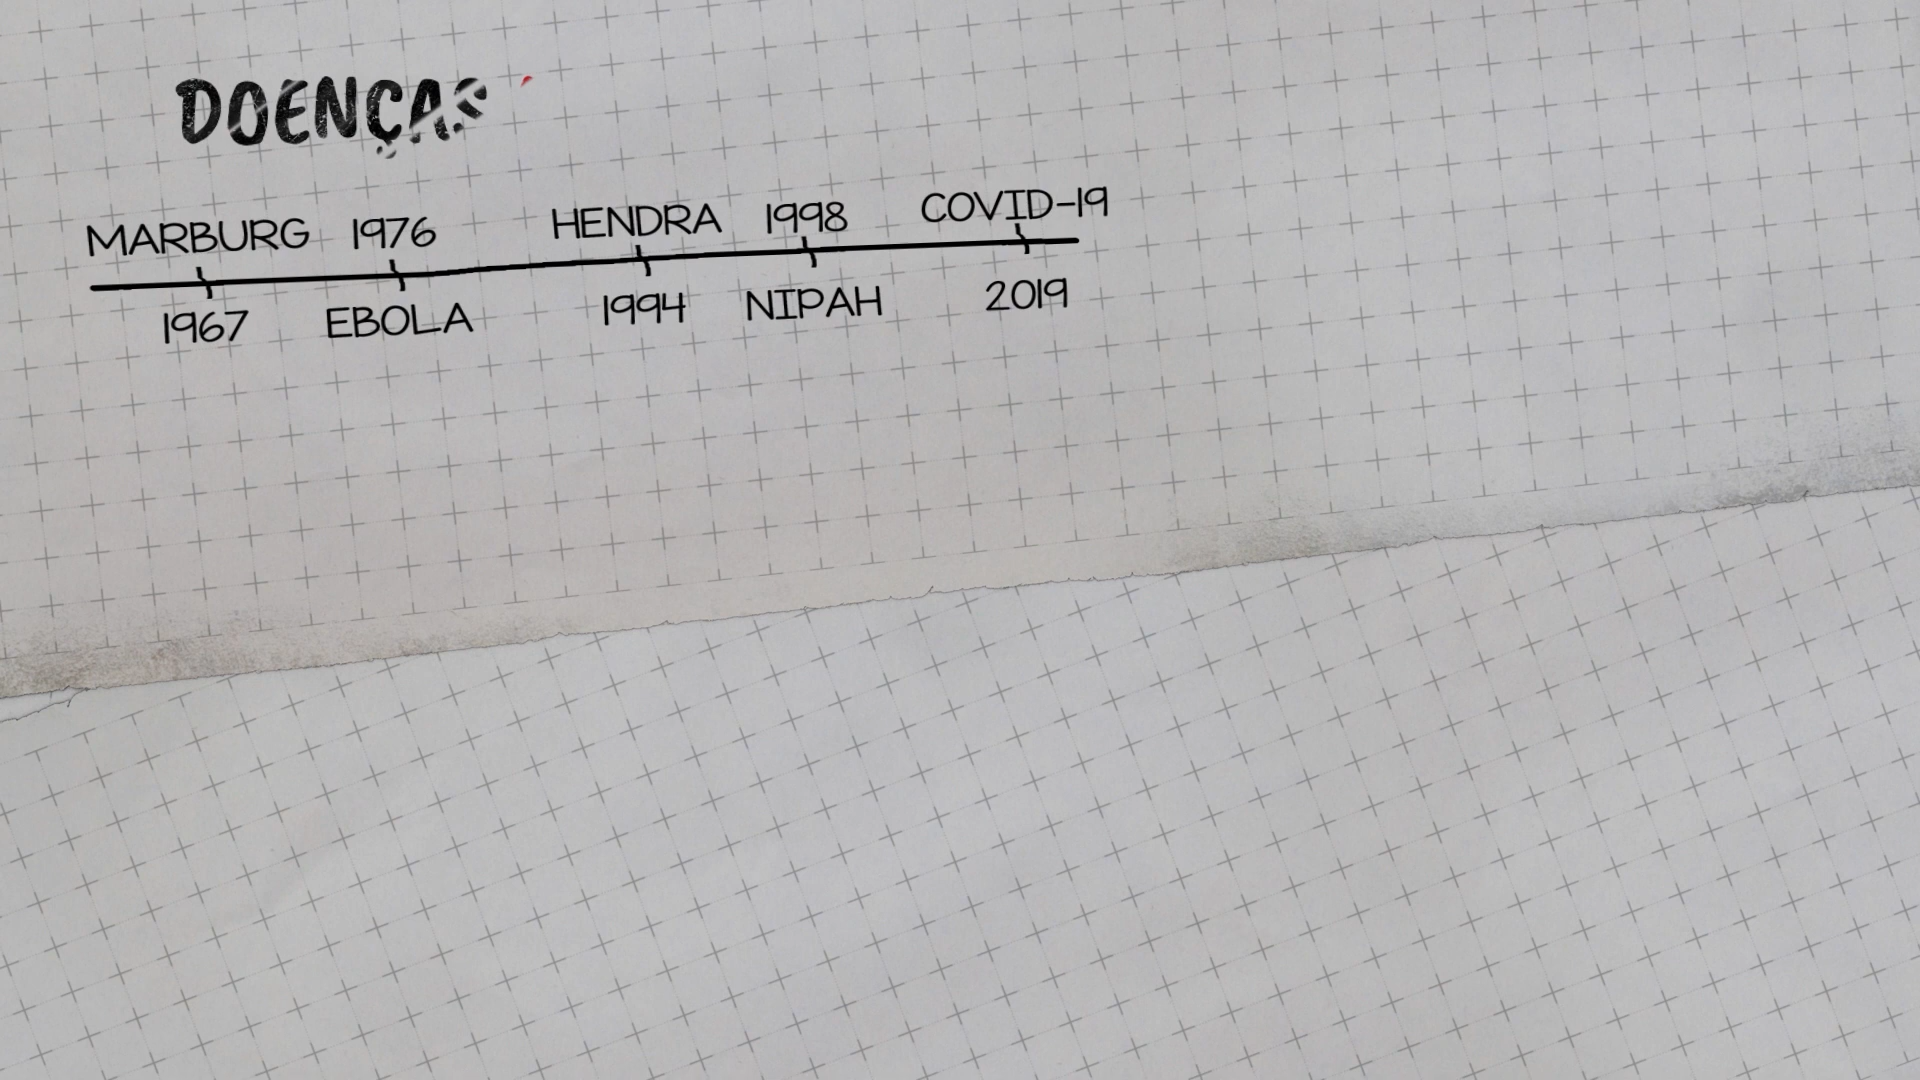 DOENÇAS
MARBURG 1976 HENDRA 1998 COVID-19
1967 EBOLA 1994 NIPAH 2019